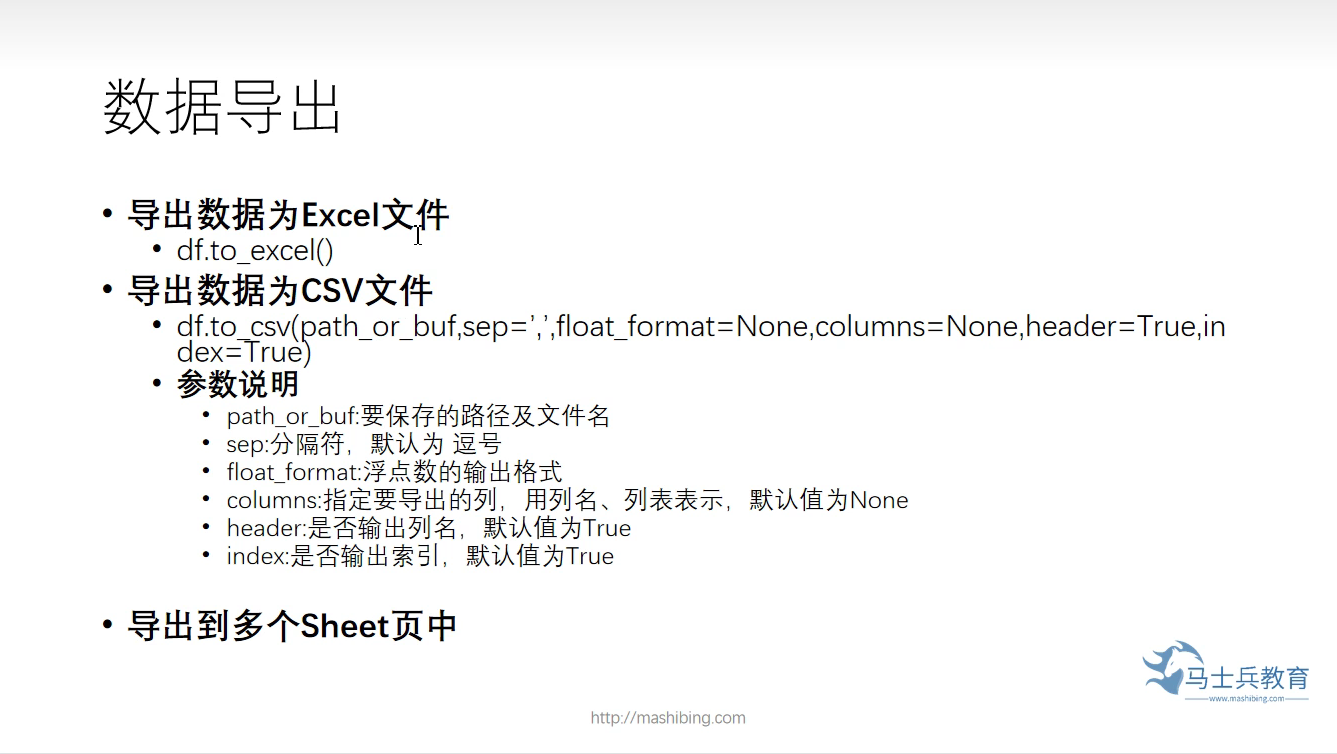 数据导出
• 导出数据为Excel文件
• df.to_excel()
• 导出数据为CSV文件
• df.to_csv(path_or_buf,sep=’,’,float_format=None,columns=None,header=True,in
dex=True)
• 参数说明
• path_or_buf:要保存的路径及文件名
• sep:分隔符，默认为 逗号
• float_format:浮点数的输出格式
• columns:指定要导出的列，用列名、列表表示，默认值为None
• header:是否输出列名，默认值为True
• index:是否输出索引，默认值为True
• 导出到多个Sheet页中
马士兵教育
www.mashibing.com
http://mashibing.com